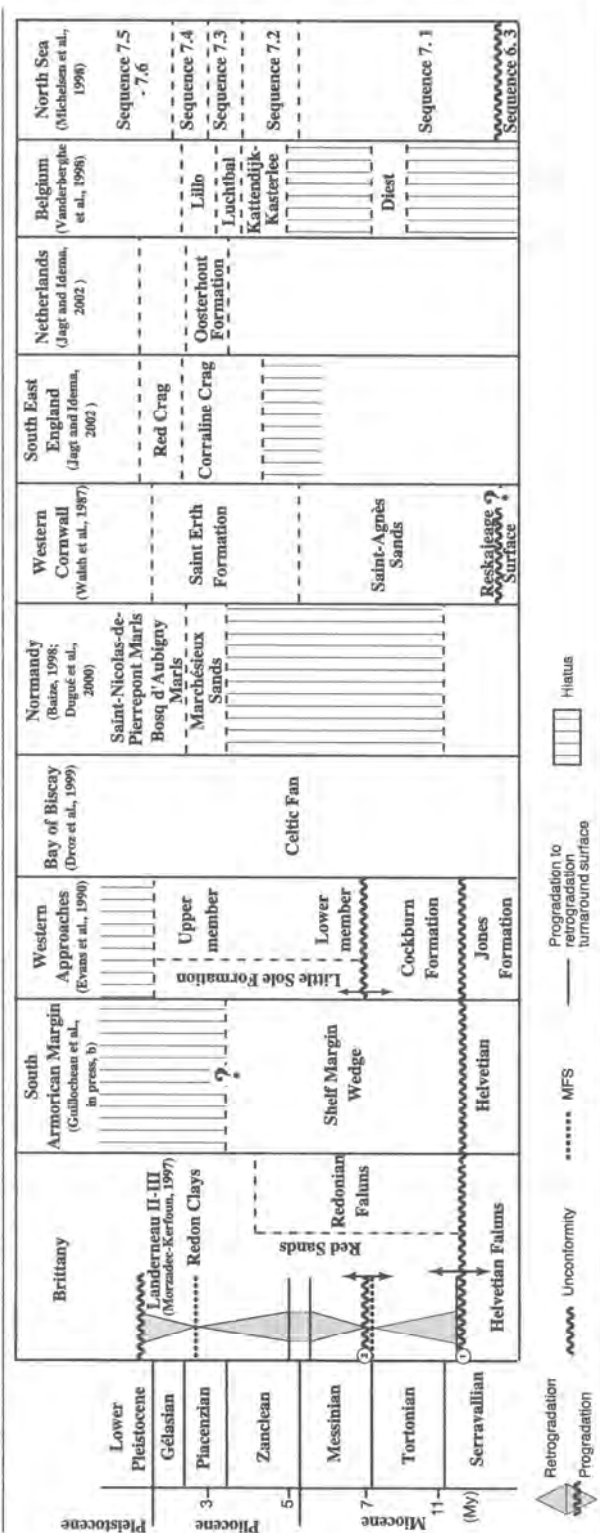 Brittany
South
Armorican Margin
(Guillocheau et al.,
in press, b)
Western
Approaches
(Evans et al., 1990)
Bay of Biscay
(Droz et al., 1999)
Normandy
(Baize, 1998;
Dugué et al.,
2000)
Western
Cornwall
(Walsh et al., 1987)
South East
England
(Jagt and Idema,
2002 )
Netherlands
(Jagt and Idema,
2002 )
Belgium
(Vanderberghe
et al., 1998)
North Sea
(Michelsen et al.,
1998)
Pleistocene
Pliocene
Miocene
3
5
7
11
(My)
Lower
Pleistocene
Gélasian
Piacenzian
Zanclean
Messinian
Tortonian
Serravallian
2
1
Landerneau II-III
(Morzadec-Kerfoun, 1997)
Redon Clays
Red Sands
Redonian
Faluns
Helvetian Faluns
?
Shelf Margin
Wedge
Helvetian
Little Sole Formation
Upper
member
Lower
member
Cockburn
Formation
Jones
Formation
Celtic Fan
Saint-Nicolas-de-
Pierrepont Marls
Bosq d'Aubigny
Marls
Marchésieux
Sands
Saint Erth
Formation
Saint-Agnès
Sands
Reskajeage ?
Surface
Red Crag
Corraline Crag
Oosterhout
Formation
Lillo
Luchtbal
Kattendijk-
Kasterlee
Diest
Sequence 7.5
- 7.6
Sequence 7.4
Sequence 7.3
Sequence 7.2
Sequence 7. 1
Sequence 6. 3
Retrogradation
Progradation
Unconformity
MFS
Progradation to
retrogradation
turnaround surface
Hiatus